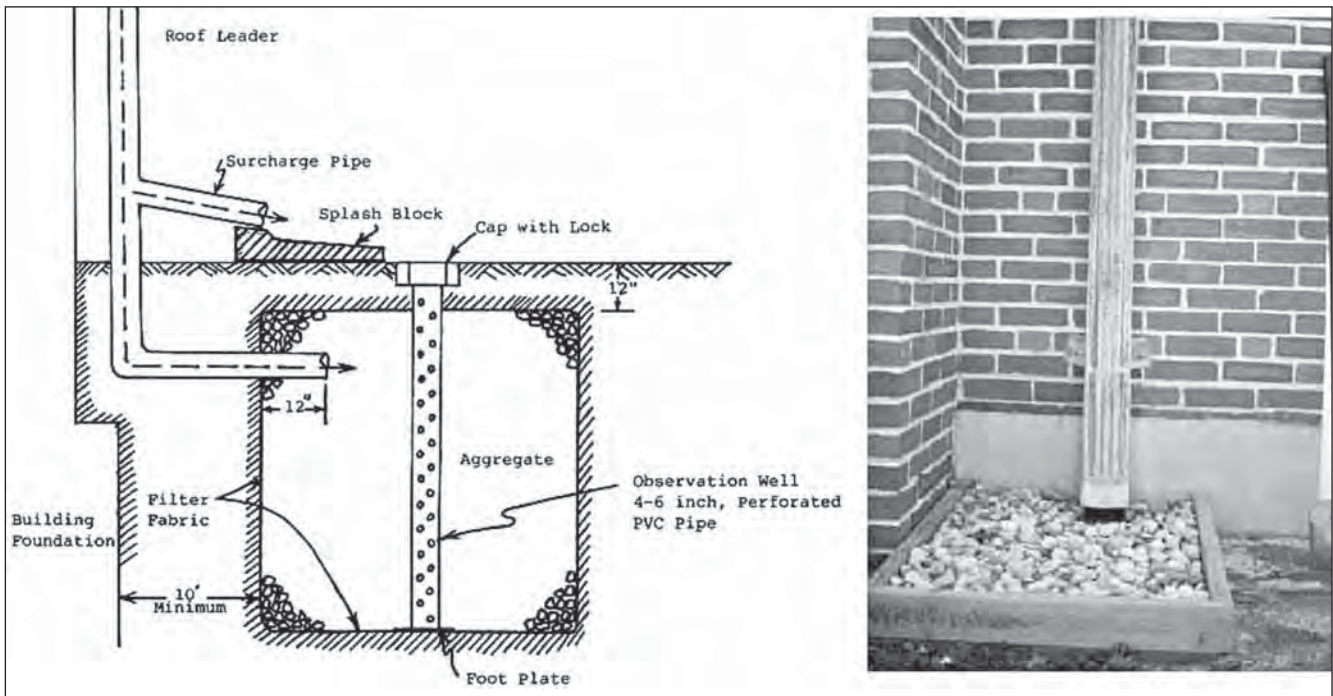 Roof Leader
Surcharge Pipe
Splash Block
Cap with Lock
12"
12"
Aggregate
Observation Well
4-6 inch, Perforated
PVC Pipe
Filter
Fabric
Building
Foundation
10'
Minimum
Foot Plate